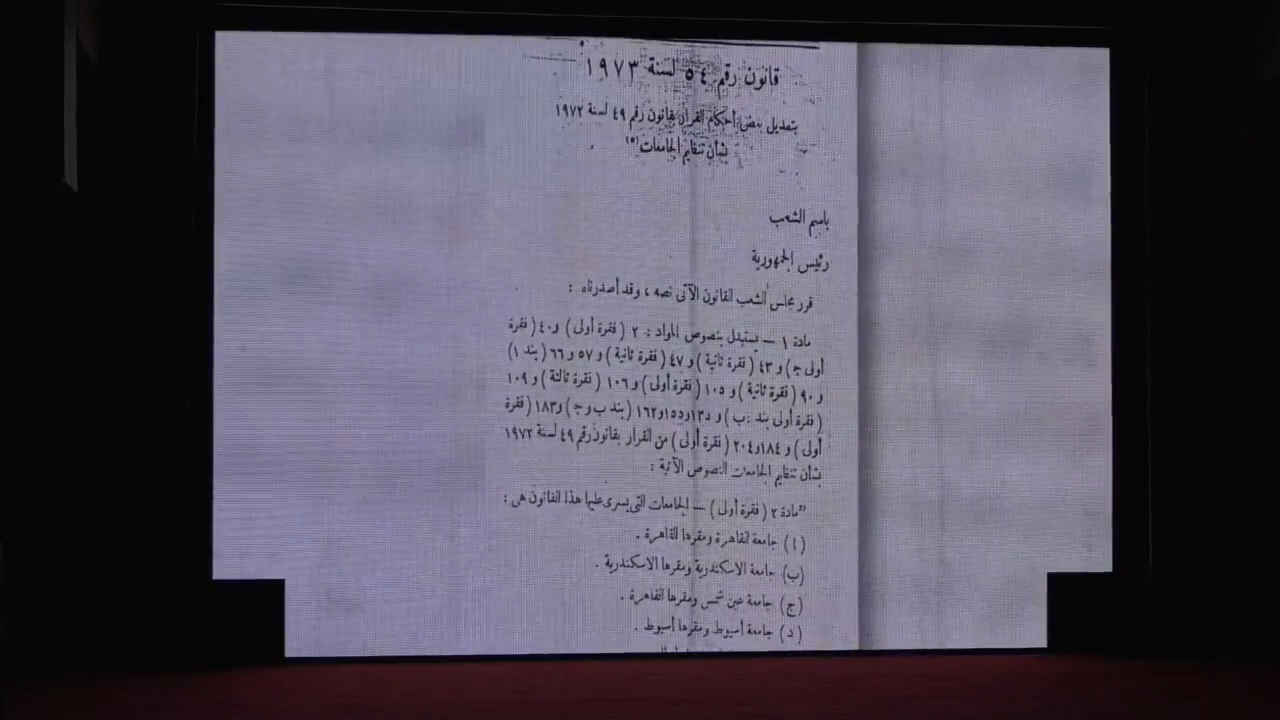 قانون رقم ٥٤ لسنة ١٩٧٣
بتعديل بعض أحكام القرار بقانون رقم ٤٩ لسنة ١٩٧٢
بشأن تنظيم الجامعات(*)
باسم الشعب
رئيس الجمهورية
قرر مجلس الشعب القانون الآتى نصه ، وقد أصدرناه :
مادة ١ — يستبدل بنصوص المواد : ٢ ( فقرة أولى ) و٤٠ ( فقرة
أولى ج ) و ٤٣ ( فقرة ثانية ) و ٤٧ ( فقرة ثانية ) و ٥٧ و ٦٦ ( بند ١ )
و ٩٠ ( فقرة ثانية ) و ١٠٥ ( فقرة أولى ) و ١٠٦ ( فقرة ثالثة ) و ١٠٩
( فقرة أولى بند : ب ) و ١٦٢ ( بند ب و ج ) و١٨٣ ( فقرة
أولى ) و ١٨٤ و٢٠٤ ( فقرة أولى ) من القرار بقانون رقم ٤٩ لسنة ١٩٧٢
بشأن تنظيم الجامعات النصوص الآتية :
"مادة ٢ ( فقرة أولى ) — الجامعات التى يسرى عليها هذا القانون هى :
( ا ) جامعة القاهرة ومقرها القاهرة .
(ب) جامعة الاسكندرية ومقرها الاسكندرية .
( ج ) جامعة عين شمس ومقرها القاهرة .
( د ) جامعة أسيوط ومقرها أسيوط .